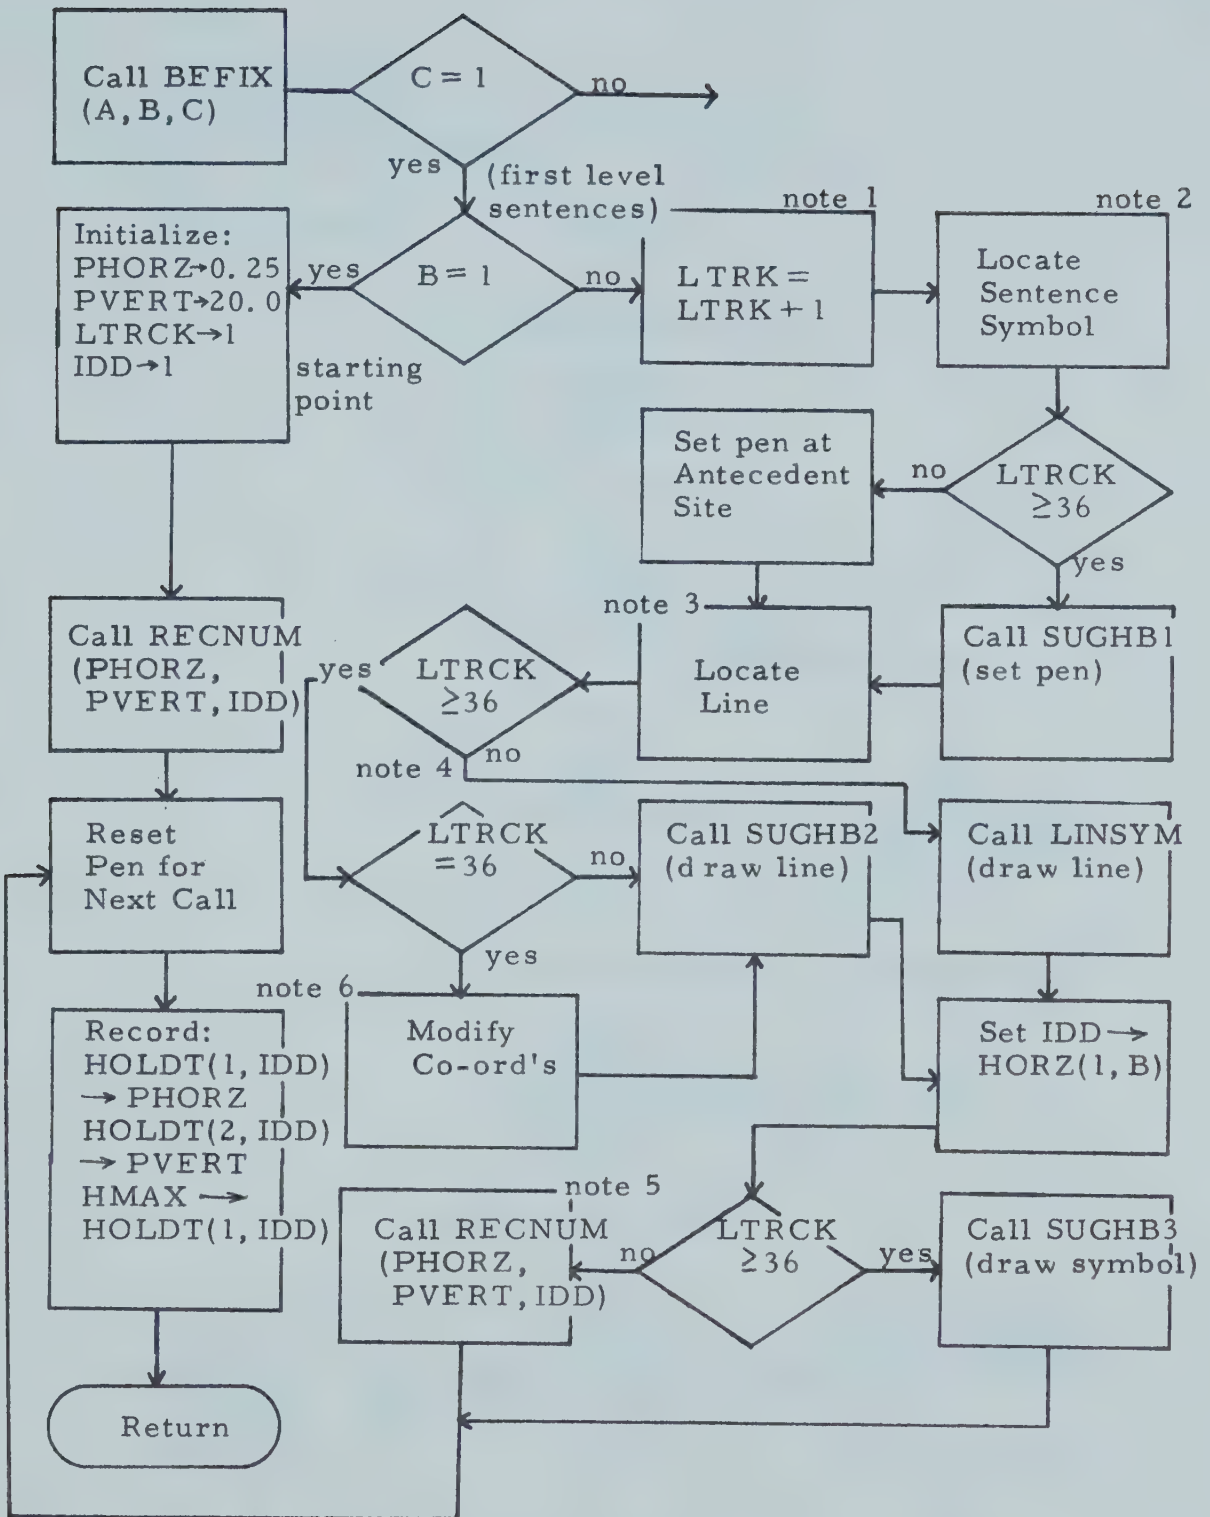 Call BEFIX
(A, B, C)
C = 1
no
yes
(first level
sentences)
note 1
note 2
Initialize:
PHORZ→0.25
PVERT→20.0
LTRCK→1
IDD→1
yes
B = 1
no
LTRK =
LTRK + 1
Locate
Sentence
Symbol
starting
point
Set pen at
Antecedent
Site
no
LTRCK
≥36
yes
note 3
Call RECNUM
(PHORZ,
PVERT, IDD)
yes
LTRCK
≥36
Locate
Line
Call SUGHB1
(set pen)
note 4
no
Reset
Pen for
Next Call
LTRCK
=36
no
Call SUGHB2
(draw line)
Call LINSYM
(draw line)
yes
note 6
Record:
HOLDT(1, IDD)
→ PHORZ
HOLDT(2, IDD)
→ PVERT
HMAX →
HOLDT(1, IDD)
Modify
Co-ord's
Set IDD →
HORZ(1, B)
note 5
Call RECNUM
(PHORZ,
PVERT, IDD)
no
LTRCK
≥36
yes
Call SUGHB3
(draw symbol)
Return